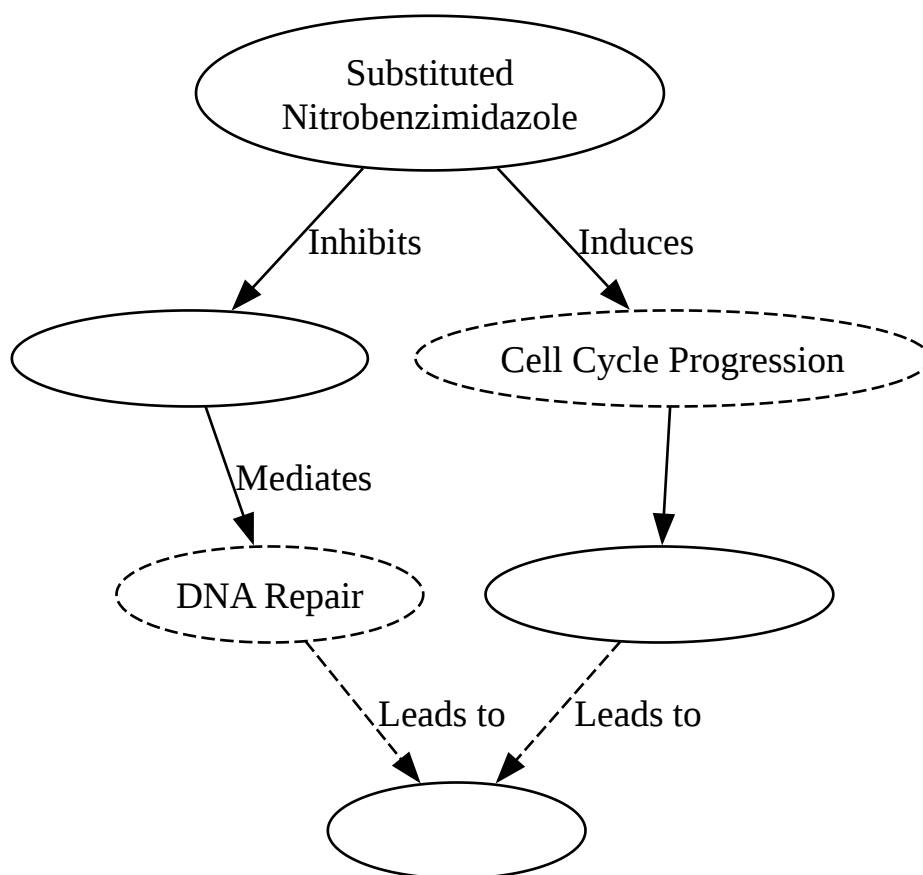 Substituted
Nitrobenzimidazole
Inhibits
Induces
Cell Cycle Progression
Mediates
DNA Repair
Leads to
Leads to